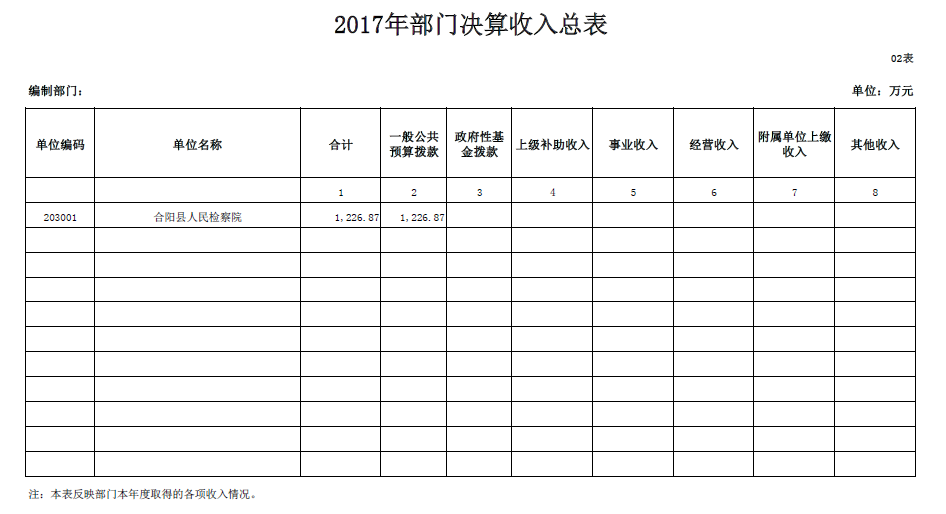 2017年部门决算收入总表
02表
编制部门： 单位：万元
单位编码 单位名称 合计 一般公共预算拨款 政府性基金拨款 上级补助收入 事业收入 经营收入 附属单位上缴收入 其他收入
1 2 3 4 5 6 7 8
203001 合阳县人民检察院 1,226.87 1,226.87
注：本表反映部门本年度取得的各项收入情况。